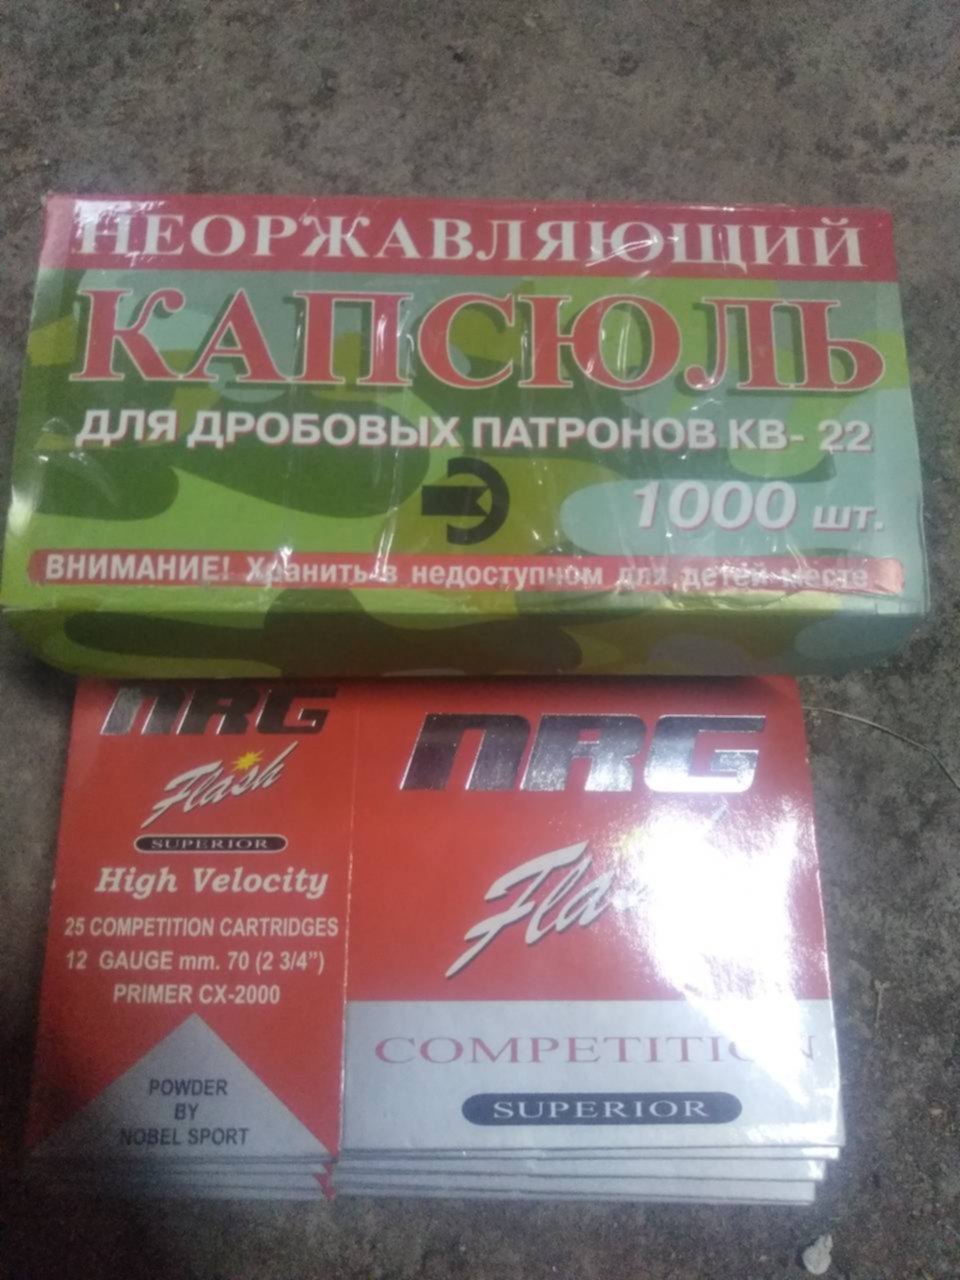 НЕОРЖАВЛЯЮЩИЙ
КАПСЮЛЬ
ДЛЯ ДРОБОВЫХ ПАТРОНОВ КВ- 22
1000 шт.
ВНИМАНИЕ! Хранить в недоступном для детей месте
NRG
Flash
SUPERIOR
High Velocity
25 COMPETITION CARTRIDGES
12 GAUGE mm. 70 (2 3/4")
PRIMER CX-2000
POWDER
BY
NOBEL SPORT
NRG
COMPETITION
SUPERIOR